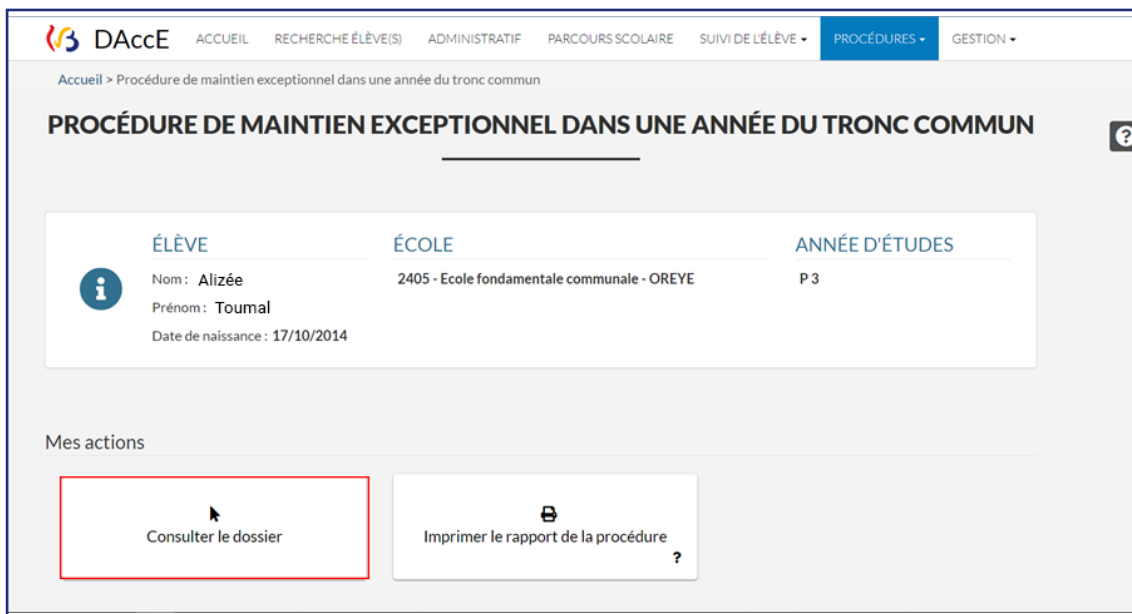 DAccE ACCUEIL RECHERCHE ÉLÈVE(S) ADMINISTRATIF PARCOURS SCOLAIRE SUIVI DE L'ÉLÈVE PROCÉDURES GESTION
Accueil > Procédure de maintien exceptionnel dans une année du tronc commun
PROCÉDURE DE MAINTIEN EXCEPTIONNEL DANS UNE ANNÉE DU TRONC COMMUN
?
ÉLÈVE ÉCOLE ANNÉE D'ÉTUDES
Nom : Alizée 2405 - Ecole fondamentale communale - OREYE P 3
Prénom : Toumal
Date de naissance : 17/10/2014
Mes actions
Consulter le dossier Imprimer le rapport de la procédure
?